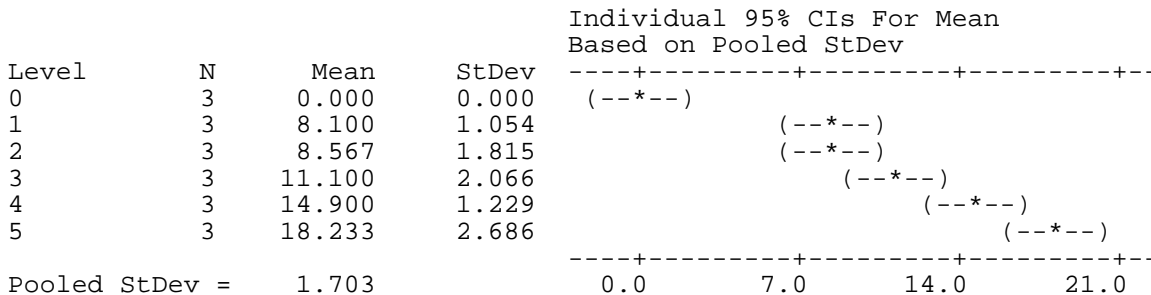 Individual 95% CIs For Mean
                                   Based on Pooled StDev
Level       N      Mean     StDev  ----+---------+---------+---------+--
0           3     0.000     0.000   (--*--)
1           3     8.100     1.054               (--*--)
2           3     8.567     1.815               (--*--)
3           3    11.100     2.066                   (--*--)
4           3    14.900     1.229                        (--*--)
5           3    18.233     2.686                             (--*--)
                                   ----+---------+---------+---------+--
Pooled StDev =    1.703              0.0       7.0      14.0      21.0